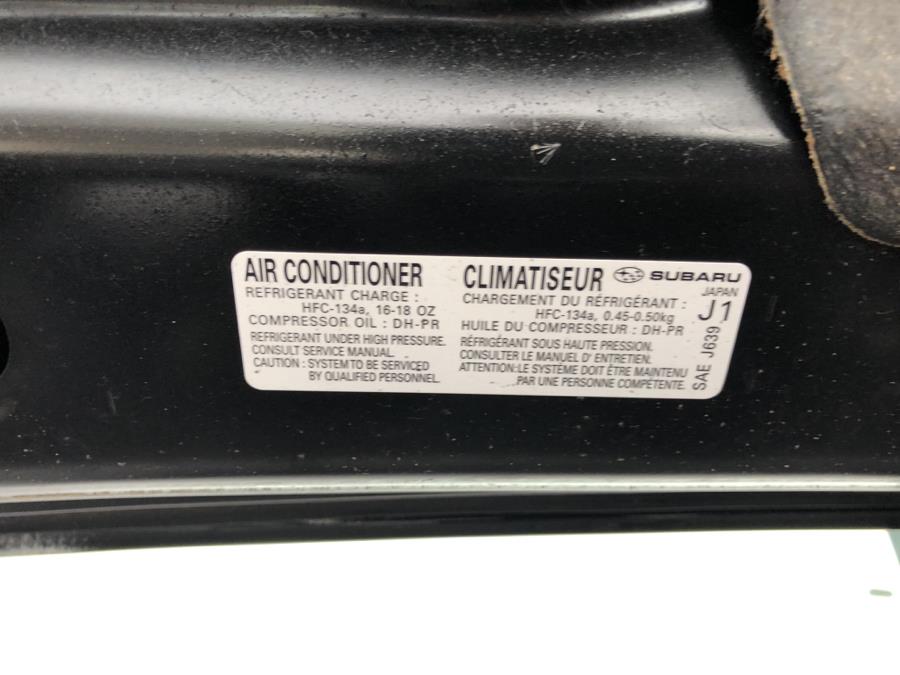 AIR CONDITIONER
REFRIGERANT CHARGE :
HFC-134a, 16-18 OZ
COMPRESSOR OIL : DH-PR
REFRIGERANT UNDER HIGH PRESSURE.
CONSULT SERVICE MANUAL.
CAUTION : SYSTEM TO BE SERVICED
BY QUALIFIED PERSONNEL.
CLIMATISEUR
CHARGEMENT DU RÉFRIGÉRANT :
HFC-134a, 0.45-0.50kg
HUILE DU COMPRESSEUR : DH-PR
RÉFRIGÉRANT SOUS HAUTE PRESSION.
CONSULTER LE MANUEL D' ENTRETIEN.
ATTENTION:LE SYSTÈME DOIT ÊTRE MAINTENU
PAR UNE PERSONNE COMPÉTENTE.
SUBARU
JAPAN
J1
SAE J639